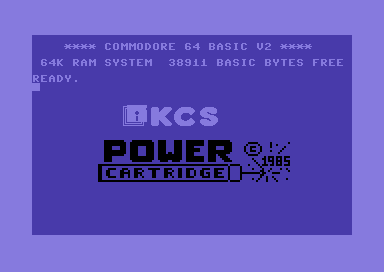 **** COMMODORE 64 BASIC V2 ****
64K RAM SYSTEM  38911 BASIC BYTES FREE
READY.
KCS
POWER ©
1985
CARTRIDGE